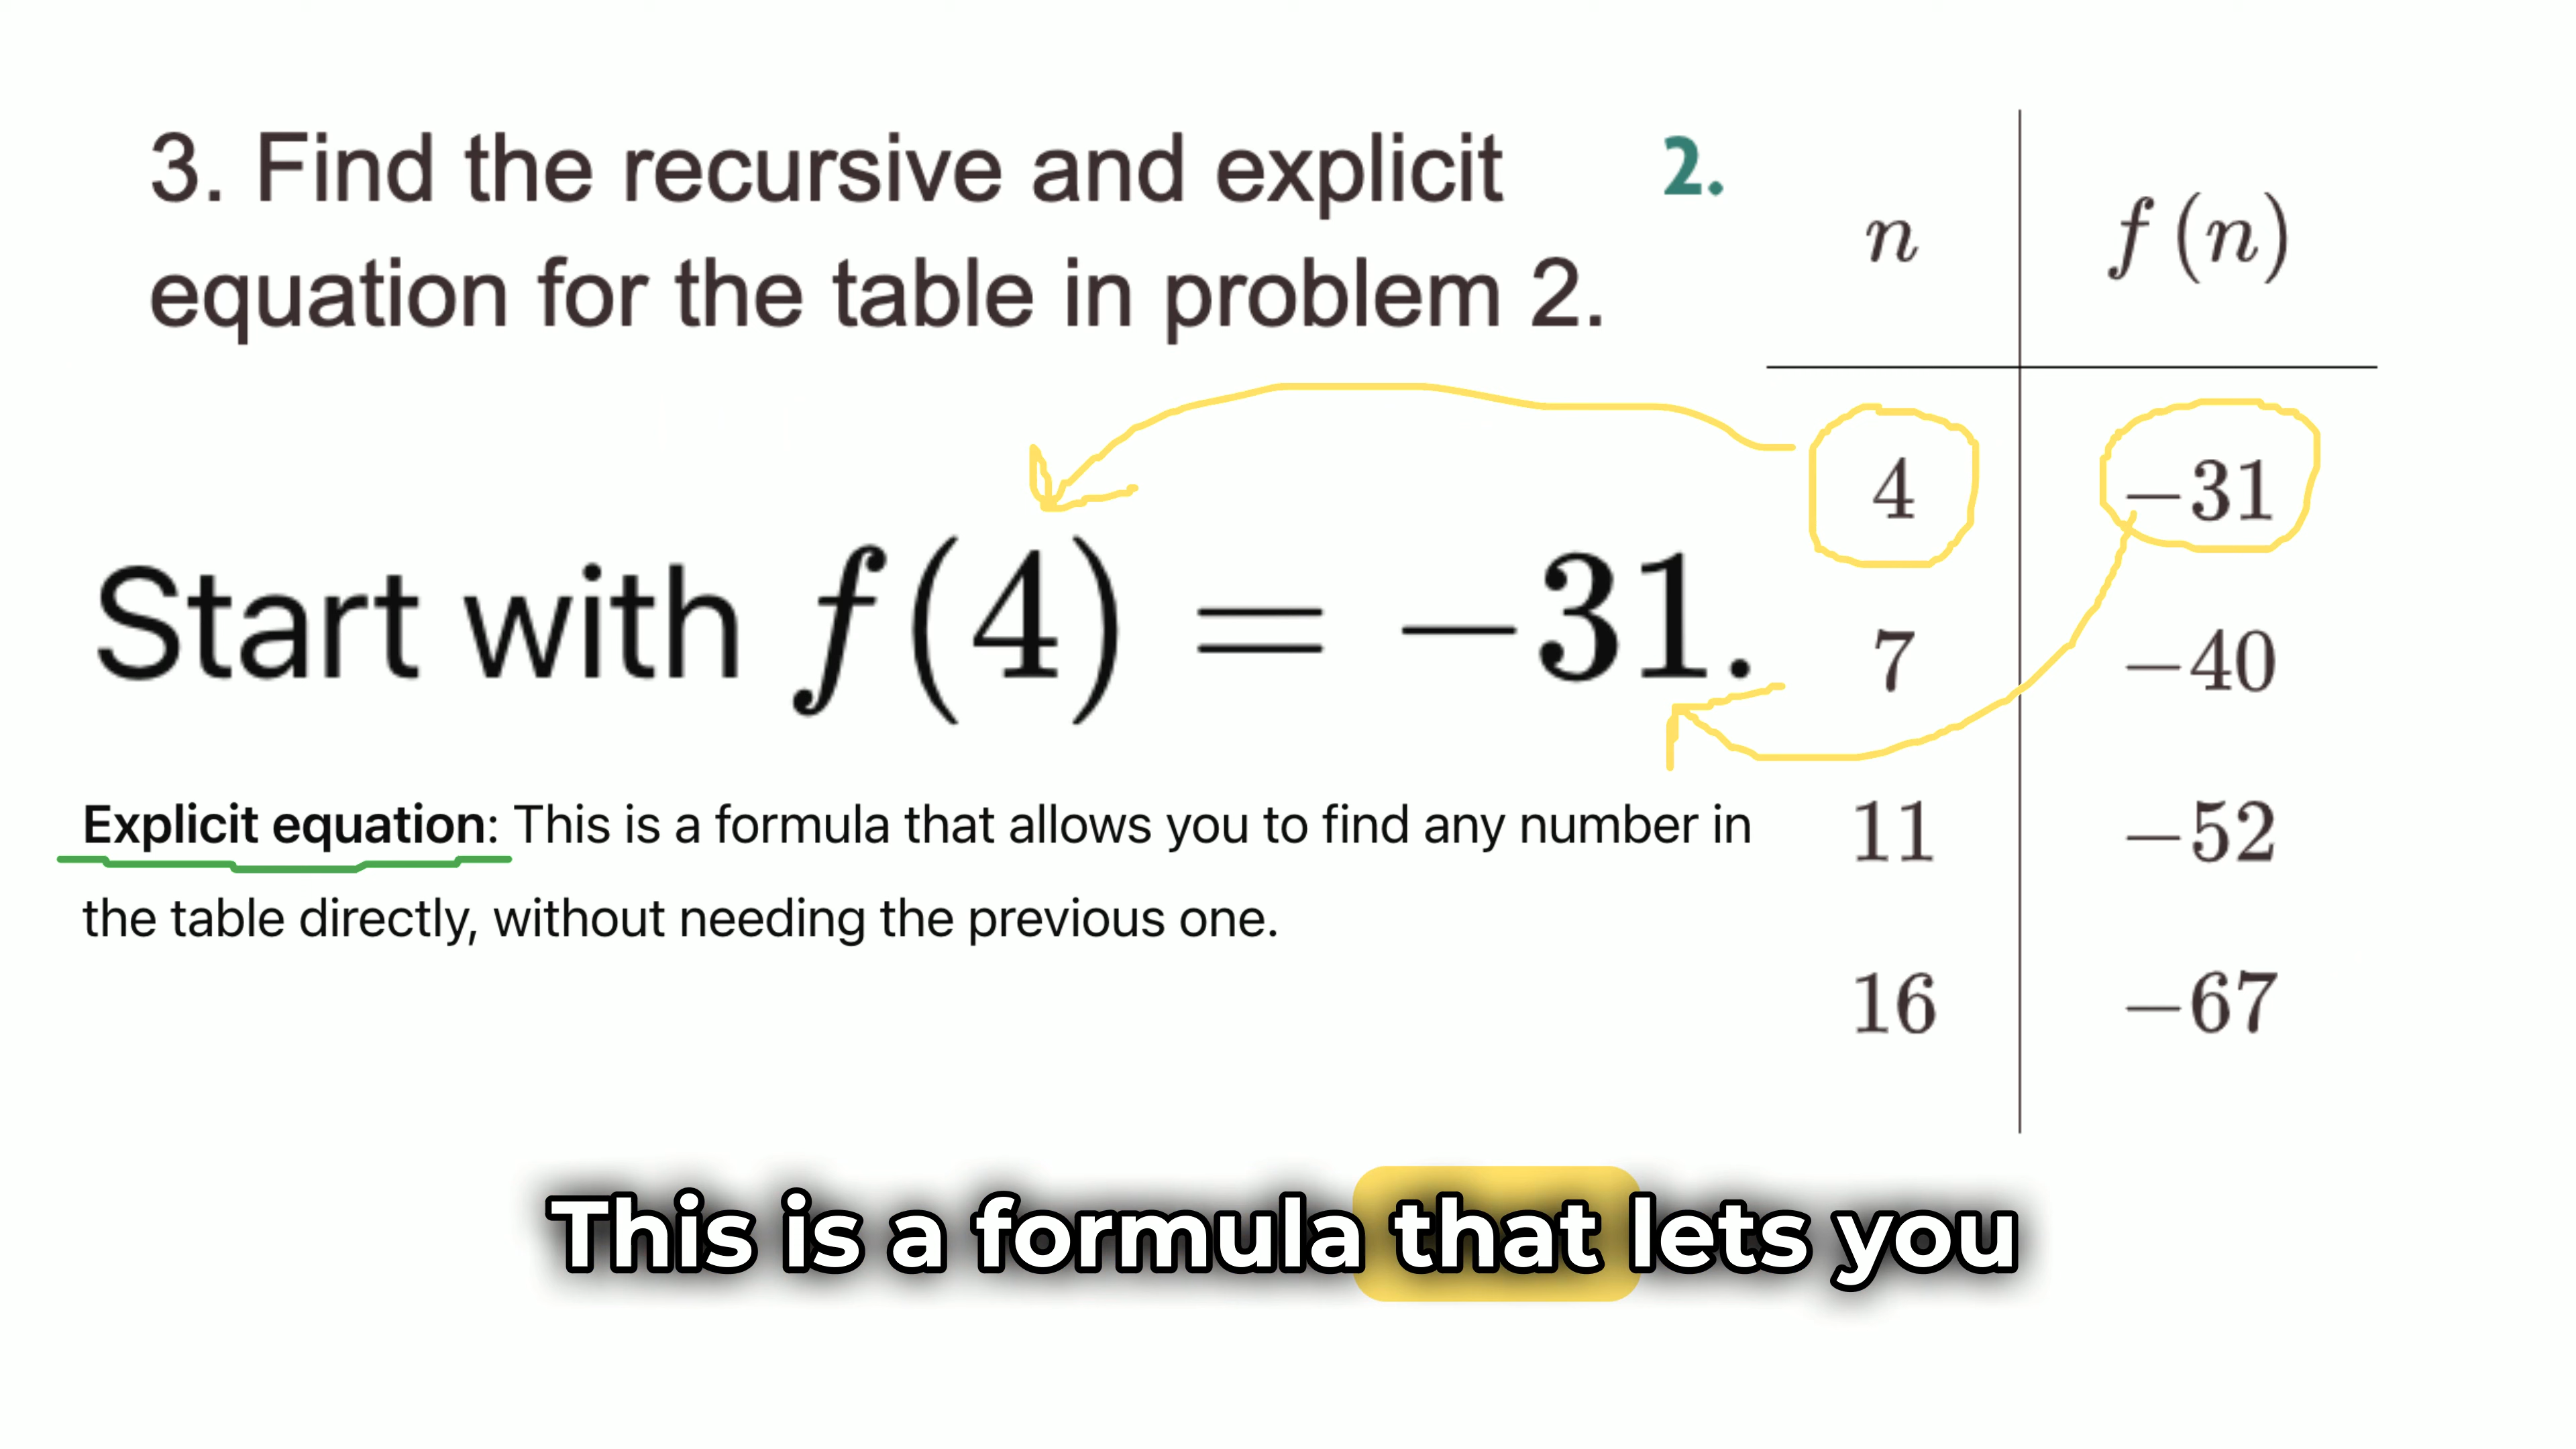 3. Find the recursive and explicit
equation for the table in problem 2.
Start with f(4) = −31.
Explicit equation: This is a formula that allows you to find any number in
the table directly, without needing the previous one.
2.
n f(n)
4 −31
7 −40
11 −52
16 −67
This is a formula that lets you